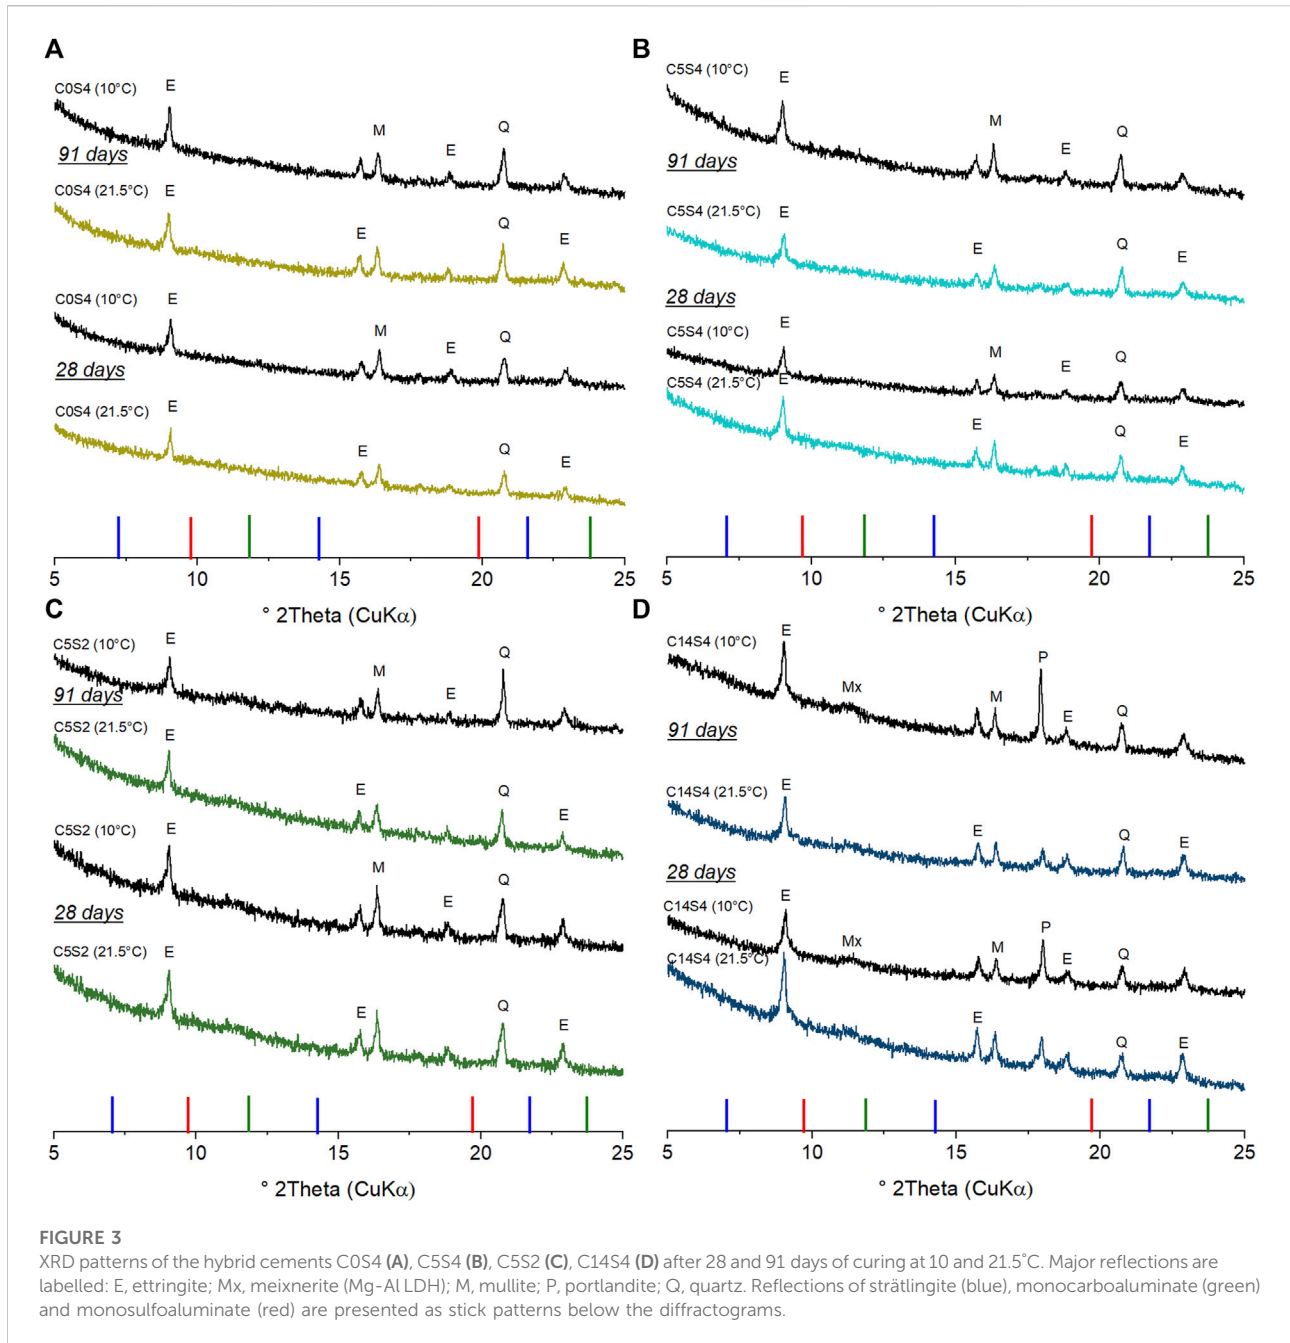 A
C0S4 (10°C)
E
M
E
Q
91 days
C0S4 (21.5°C)
E
E
Q
E
C0S4 (10°C)
E
M
E
Q
28 days
C0S4 (21.5°C)
E
E
Q
E
5 10 15 20 25
° 2Theta (CuKα)
B
C5S4 (10°C)
E
M
E
Q
91 days
C5S4 (21.5°C)
E
E
Q
E
28 days
C5S4 (10°C)
E
M
E
Q
C5S4 (21.5°C)
E
E
Q
E
5 10 15 20 25
° 2Theta (CuKα)
C
C5S2 (10°C)
E
M
E
Q
91 days
C5S2 (21.5°C)
E
E
Q
E
C5S2 (10°C)
E
M
E
Q
28 days
C5S2 (21.5°C)
E
E
Q
E
5 10 15 20 25
° 2Theta (CuKα)
D
C14S4 (10°C)
E
Mx
M
P
E
Q
91 days
C14S4 (21.5°C)
E
E
Q
E
28 days
C14S4 (10°C)
E
Mx
M
P
E
Q
C14S4 (21.5°C)
E
Q
E
5 10 15 20 25
° 2Theta (CuKα)
FIGURE 3
XRD patterns of the hybrid cements C0S4 (A), C5S4 (B), C5S2 (C), C14S4 (D) after 28 and 91 days of curing at 10 and 21.5°C. Major reflections are
labelled: E, ettringite; Mx, meixnerite (Mg-Al LDH); M, mullite; P, portlandite; Q, quartz. Reflections of strätlingite (blue), monocarboaluminate (green)
and monosulfoaluminate (red) are presented as stick patterns below the diffractograms.